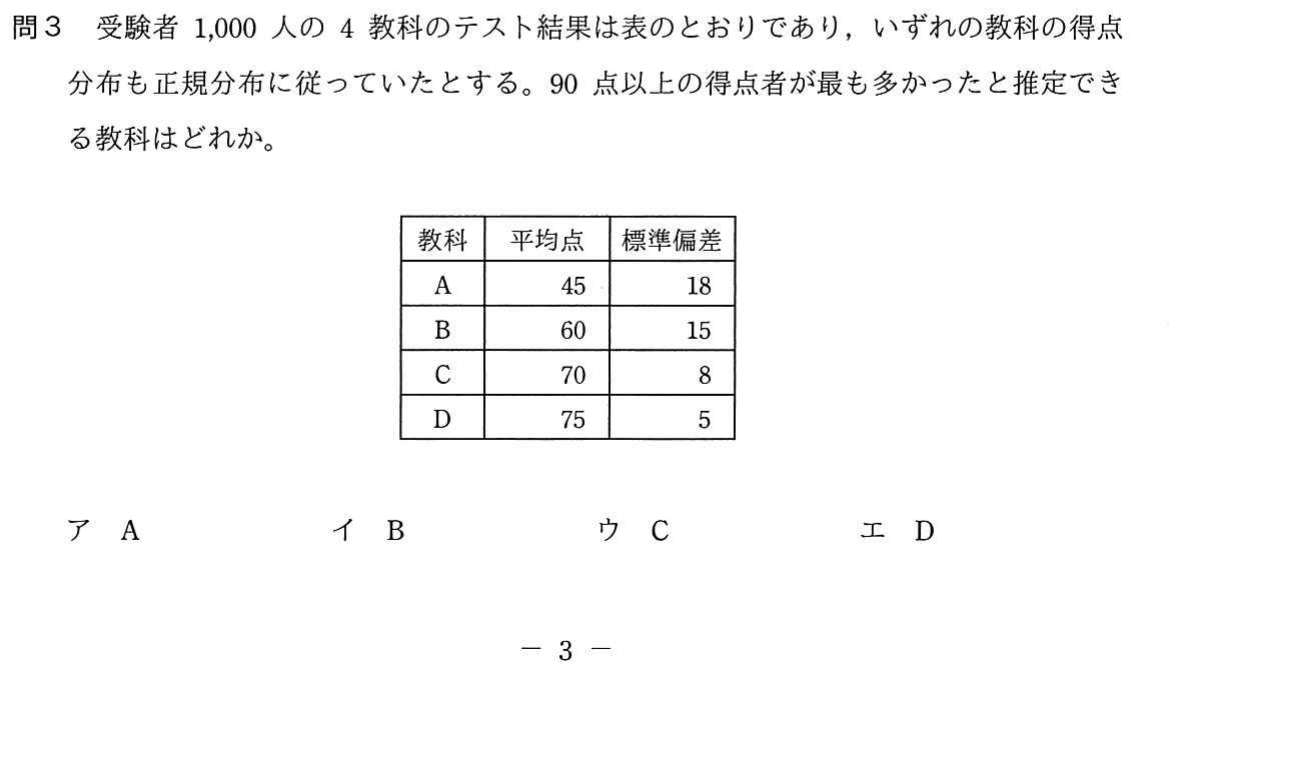 問3 受験者 1,000 人の 4 教科のテスト結果は表のとおりであり，いずれの教科の得点
分布も正規分布に従っていたとする。90 点以上の得点者が最も多かったと推定でき
る教科はどれか。
教科 平均点 標準偏差
A 45 18
B 60 15
C 70 8
D 75 5
ア A イ B ウ C エ D
－ 3 －